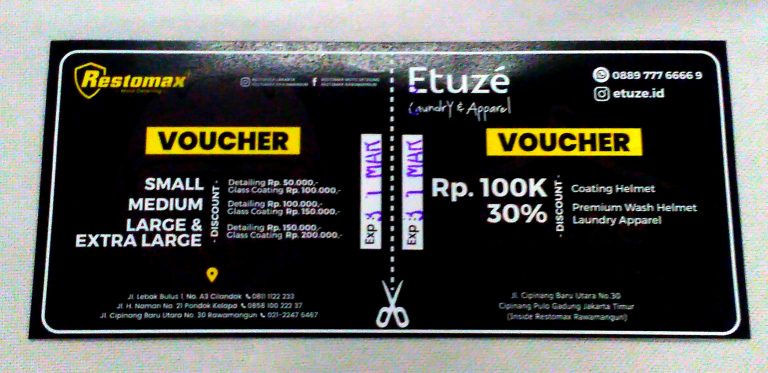 Restomax
Moto Detailing
VOUCHER
SMALL
MEDIUM
LARGE &
EXTRA LARGE
- DISCOUNT -
Detailing Rp. 50.000,-
Glass Coating Rp. 100.000,-
Detailing Rp. 100.000,-
Glass Coating Rp. 150.000,-
Detailing Rp. 150.000,-
Glass Coating Rp. 200.000,-
Exp 31 MAR
Jl. Lebak Bulus 1, No. A3 Cilandak 0811 1122 233
Jl. H. Naman No. 21 Pondok Kelapa 0858 100 222 37
Jl. Cipinang Baru Utara No. 30 Rawamangun 021-2247 6467
Etuzé
Laundry & Apparel
0889 777 6666 9
etuze.id
VOUCHER
Exp 31 MAR
Rp. 100K
30%
- DISCOUNT -
Coating Helmet
Premium Wash Helmet
Laundry Apparel
Jl. Cipinang Baru Utara No.30
Cipinang Pulo Gadung Jakarta Timur
(Inside Restomax Rawamangun)